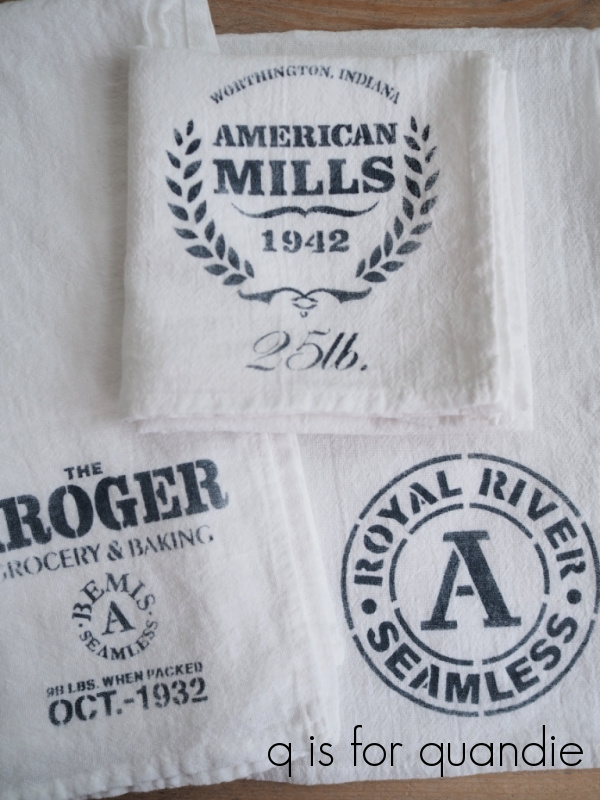 WORTHINGTON, INDIANA
AMERICAN
MILLS
1942
25lb.
THE
KROGER
GROCERY & BAKING
·BEMIS·
A
SEAMLESS
98 LBS. WHEN PACKED
OCT.-1932
ROYAL RIVER
A
SEAMLESS
q is for quandie